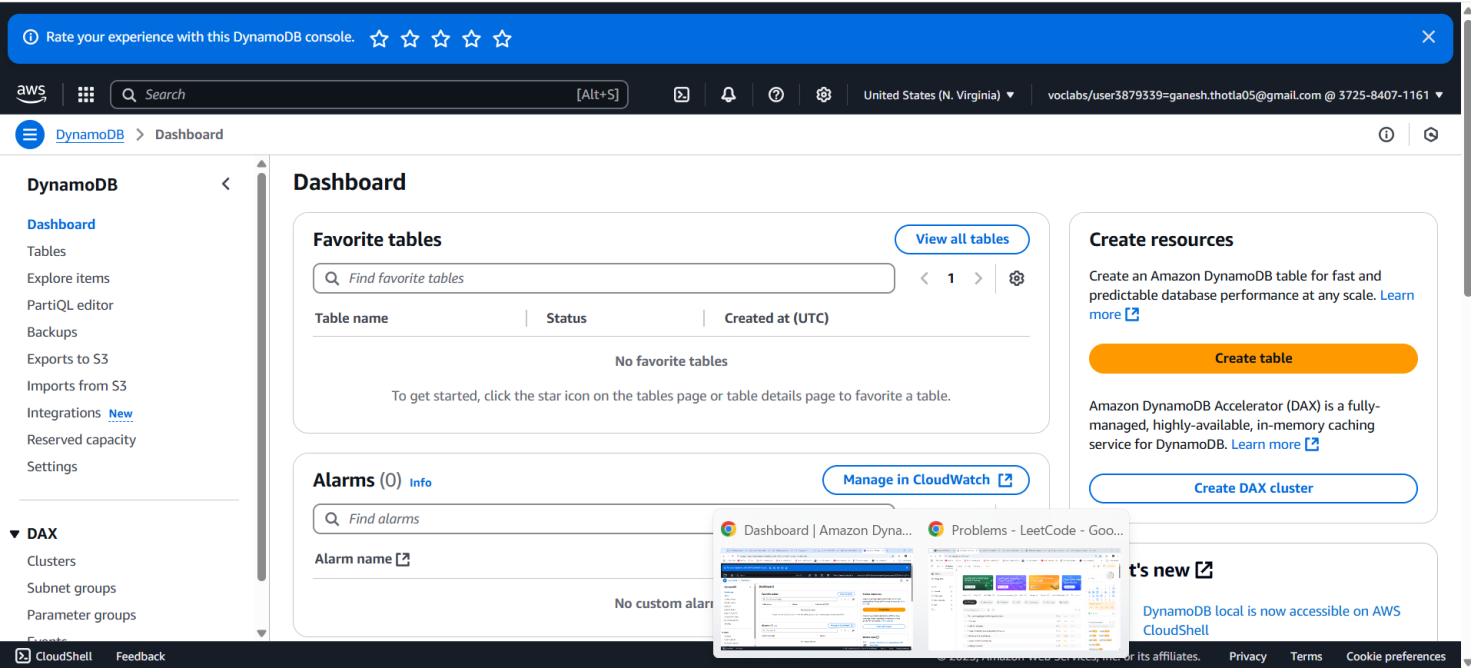 Rate your experience with this DynamoDB console.
aws
Search [Alt+S]
United States (N. Virginia) ▼
voclabs/user3879339=ganesh.thotla05@gmail.com @ 3725-8407-1161 ▼
DynamoDB > Dashboard
DynamoDB
Dashboard
Tables
Explore items
PartiQL editor
Backups
Exports to S3
Imports from S3
Integrations New
Reserved capacity
Settings
DAX
Clusters
Subnet groups
Parameter groups
Events
Dashboard
Favorite tables
View all tables
Find favorite tables
1
Table name Status Created at (UTC)
No favorite tables
To get started, click the star icon on the tables page or table details page to favorite a table.
Alarms (0) Info
Manage in CloudWatch
Find alarms
Alarm name
No custom alarr
Create resources
Create an Amazon DynamoDB table for fast and
predictable database performance at any scale. Learn
more
Create table
Amazon DynamoDB Accelerator (DAX) is a fully-
managed, highly-available, in-memory caching
service for DynamoDB. Learn more
Create DAX cluster
t's new
DynamoDB local is now accessible on AWS
CloudShell
Dashboard | Amazon Dyna...
Problems - LeetCode - Goo...
CloudShell
Feedback
© 2025, Amazon Web Services, Inc. or its affiliates.
Privacy
Terms
Cookie preferences